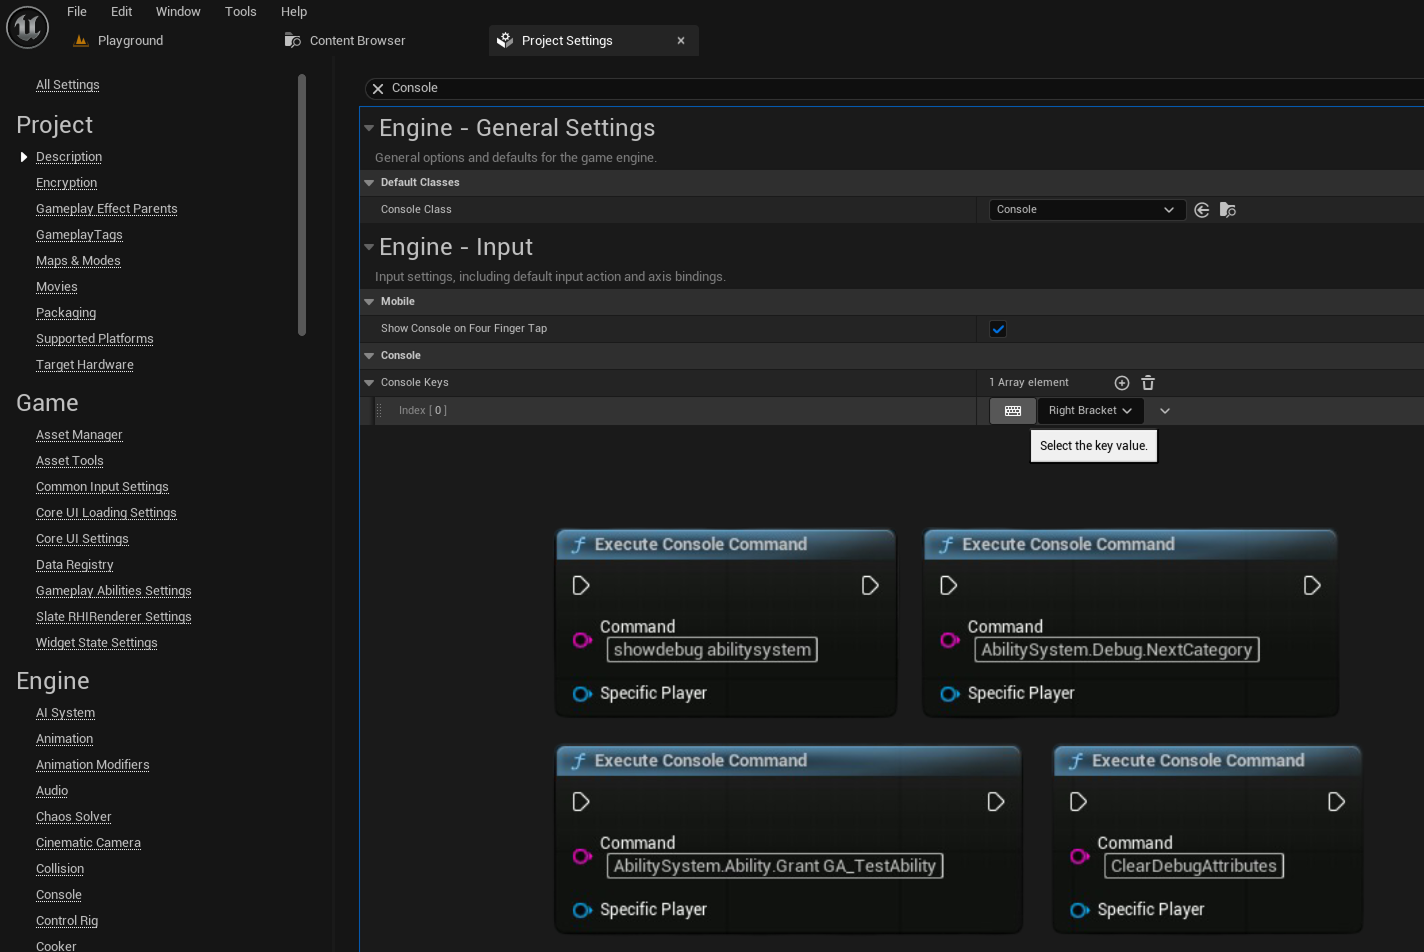 File Edit Window Tools Help
Playground Content Browser Project Settings
All Settings
Project
Description
Encryption
Gameplay Effect Parents
GameplayTags
Maps & Modes
Movies
Packaging
Supported Platforms
Target Hardware
Game
Asset Manager
Asset Tools
Common Input Settings
Core UI Loading Settings
Core UI Settings
Data Registry
Gameplay Abilities Settings
Slate RHIRenderer Settings
Widget State Settings
Engine
AI System
Animation
Animation Modifiers
Audio
Chaos Solver
Cinematic Camera
Collision
Console
Control Rig
Cooker
Console
Engine - General Settings
General options and defaults for the game engine.
Default Classes
Console Class Console
Engine - Input
Input settings, including default input action and axis bindings.
Mobile
Show Console on Four Finger Tap
Console
Console Keys 1 Array element
Index [ 0 ] Right Bracket
Select the key value.
Execute Console Command
Command
showdebug abilitysystem
Specific Player
Execute Console Command
Command
AbilitySystem.Debug.NextCategory
Specific Player
Execute Console Command
Command
AbilitySystem.Ability.Grant GA_TestAbility
Specific Player
Execute Console Command
Command
ClearDebugAttributes
Specific Player